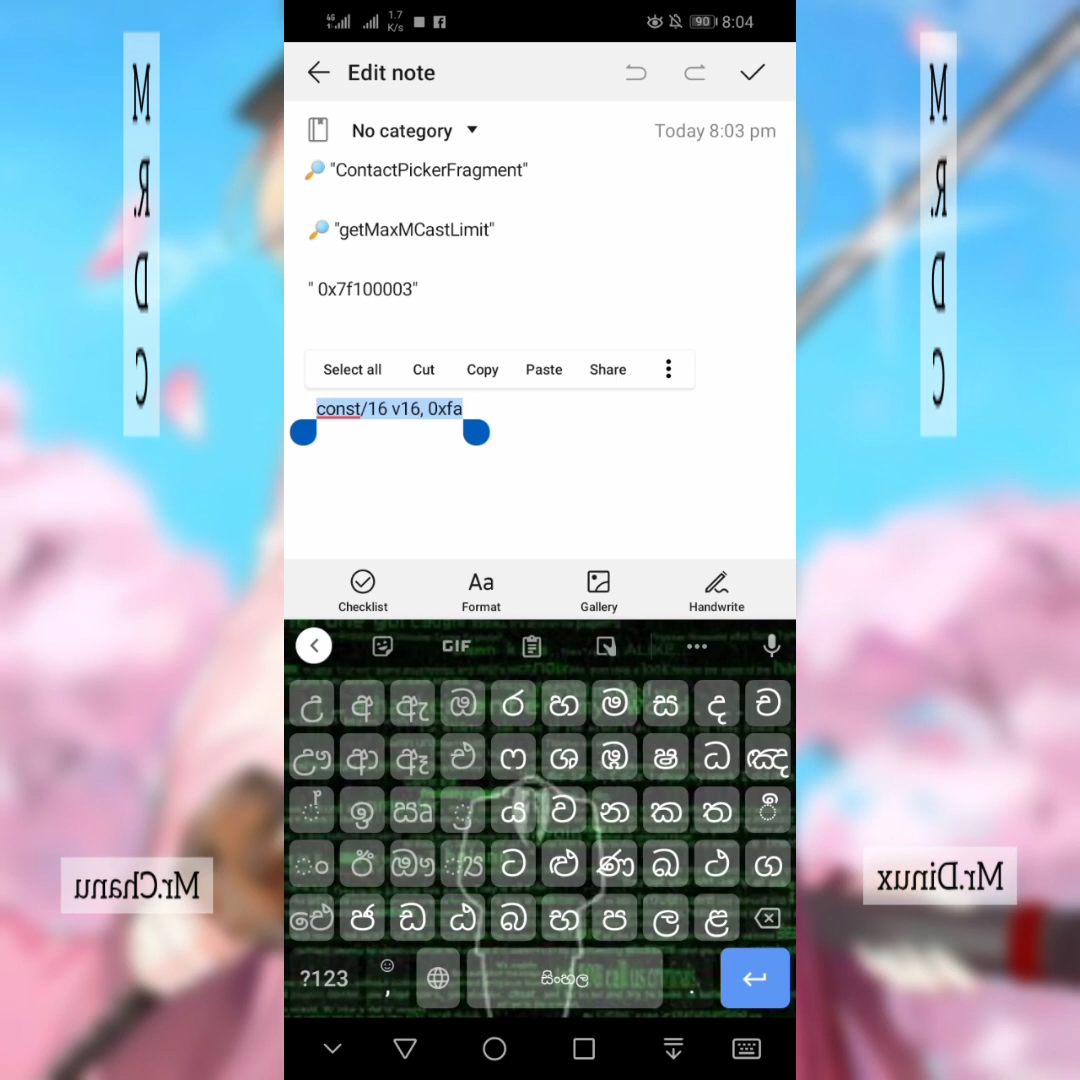 M
R
D
C
M
R
D
C
Mr.Chanu
Mr.Dinux
1.7
K/s
90
8:04
Edit note
No category
Today 8:03 pm
🔎 "ContactPickerFragment"
🔎 "getMaxMCastLimit"
" 0x7f100003"
Select all Cut Copy Paste Share
const/16 v16, 0xfa
Checklist
Aa
Format
Gallery
Handwrite
GIF
උ අ ඇ ඔ ර හ ම ස ද ච
ඌ ආ ඈ එ ෆ ශ ඹ ෂ ධ ඤ
ඉ ඍ ය ව න ක ත
ඊ ඖ ට ළු ණ ඛ ථ ග
ඓ ජ ඩ ඨ බ භ ප ල ළ
?123 , සිංහල .